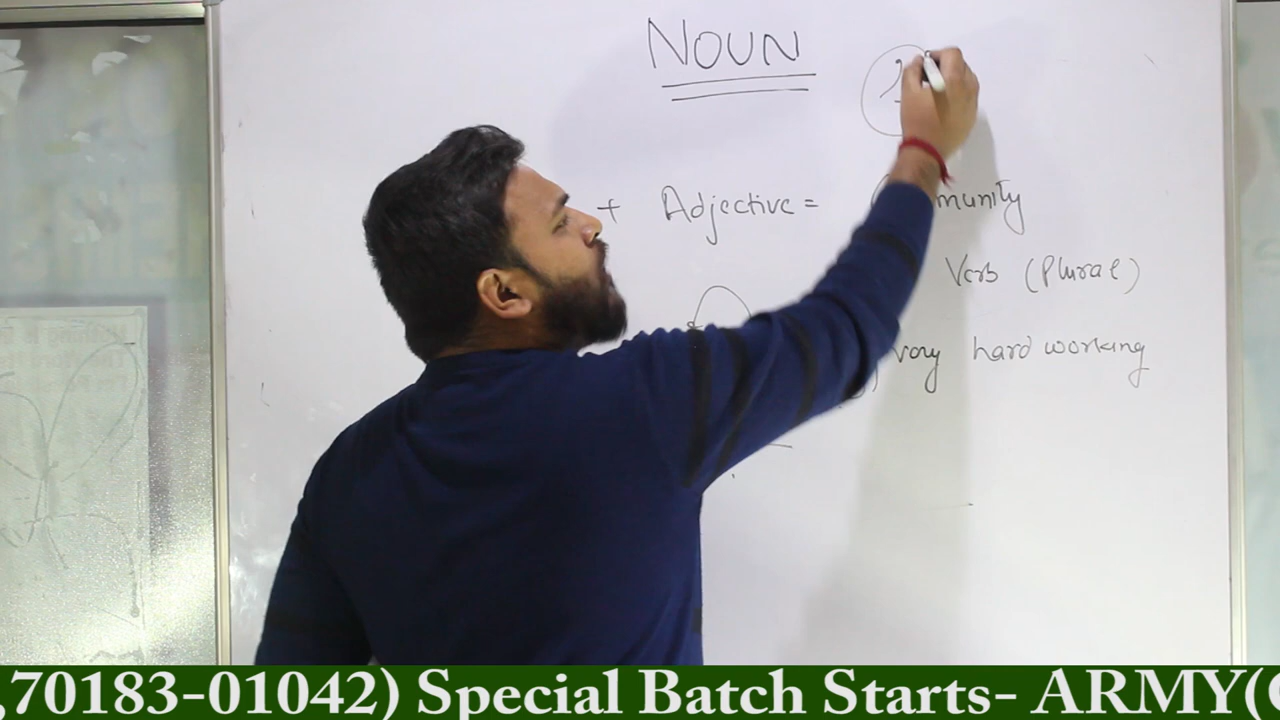 NOUN
+ Adjective = munity
Verb (Plural)
very hard working
,70183-01042) Special Batch Starts- ARMY(